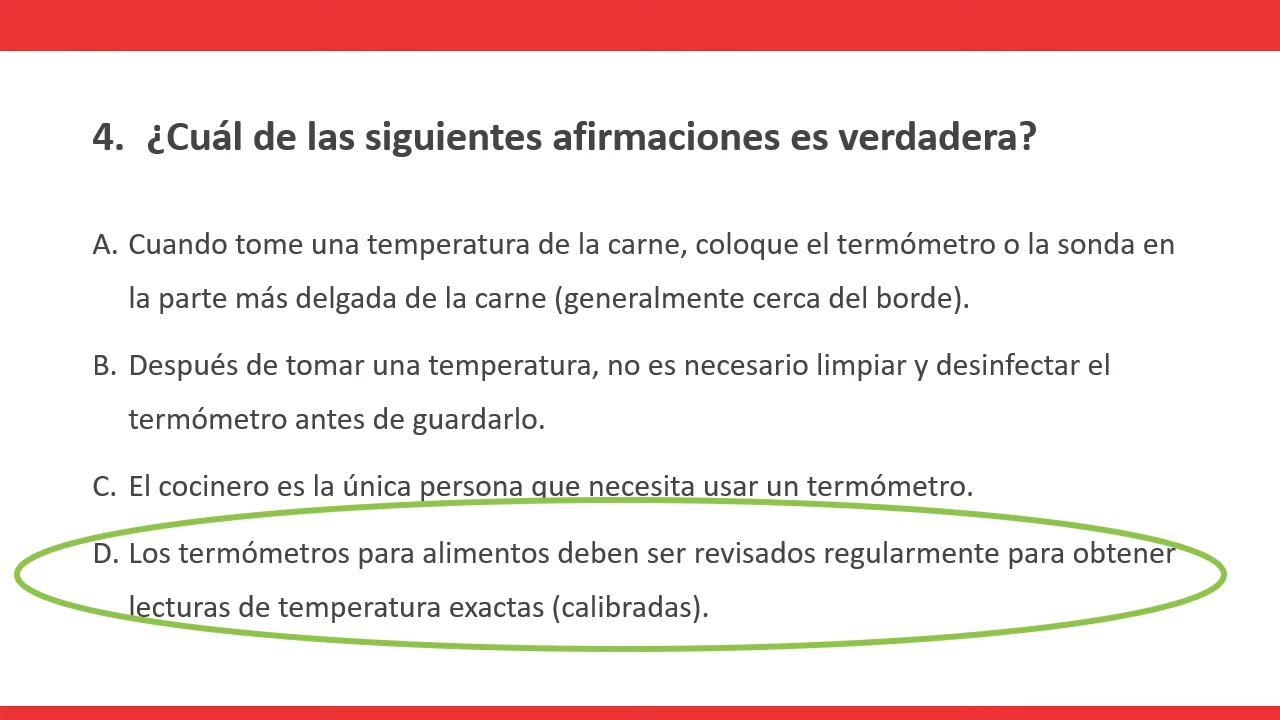 4. ¿Cuál de las siguientes afirmaciones es verdadera?
A. Cuando tome una temperatura de la carne, coloque el termómetro o la sonda en
la parte más delgada de la carne (generalmente cerca del borde).
B. Después de tomar una temperatura, no es necesario limpiar y desinfectar el
termómetro antes de guardarlo.
C. El cocinero es la única persona que necesita usar un termómetro.
D. Los termómetros para alimentos deben ser revisados regularmente para obtener
lecturas de temperatura exactas (calibradas).